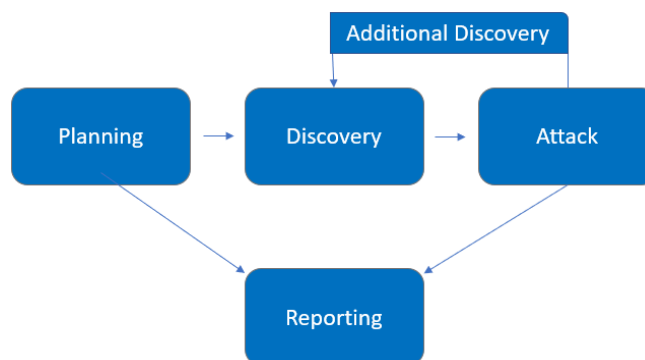 Additional Discovery
Planning
Discovery
Attack
Reporting